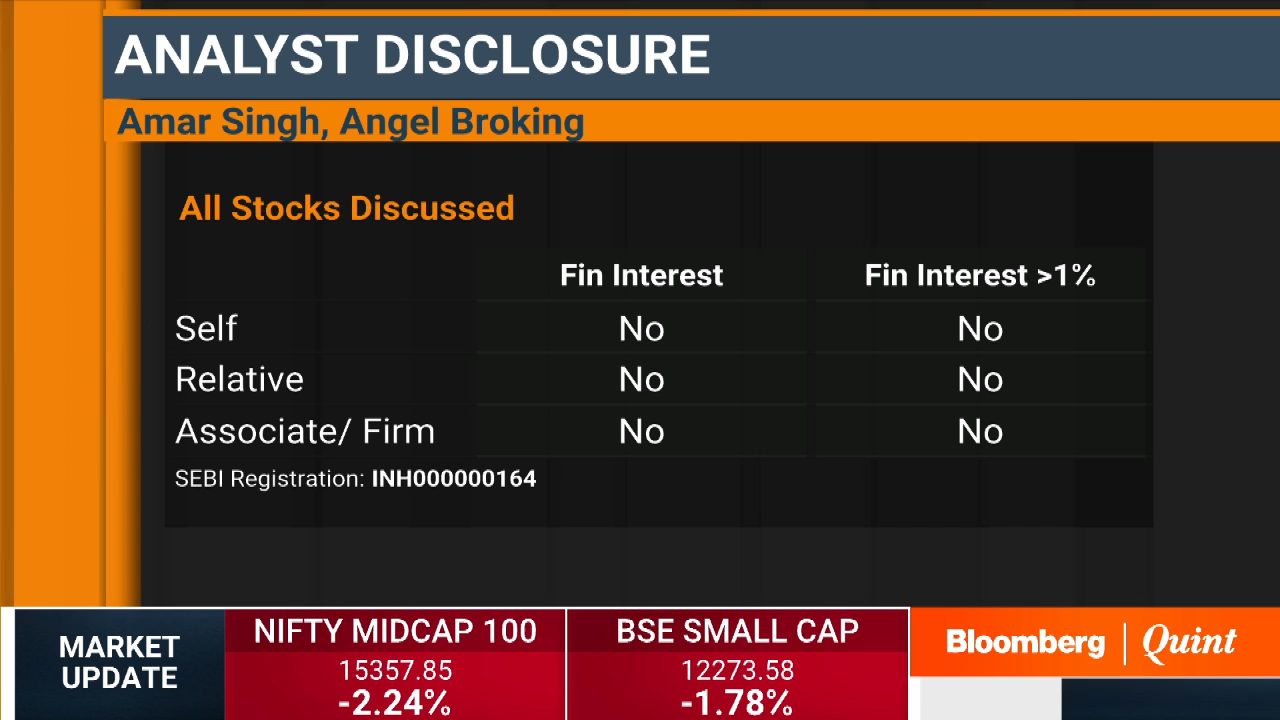 ANALYST DISCLOSURE
Amar Singh, Angel Broking
All Stocks Discussed
Fin Interest Fin Interest >1%
Self No No
Relative No No
Associate/ Firm No No
SEBI Registration: INH000000164
MARKET UPDATE
NIFTY MIDCAP 100
15357.85
-2.24%
BSE SMALL CAP
12273.58
-1.78%
Bloomberg | Quint